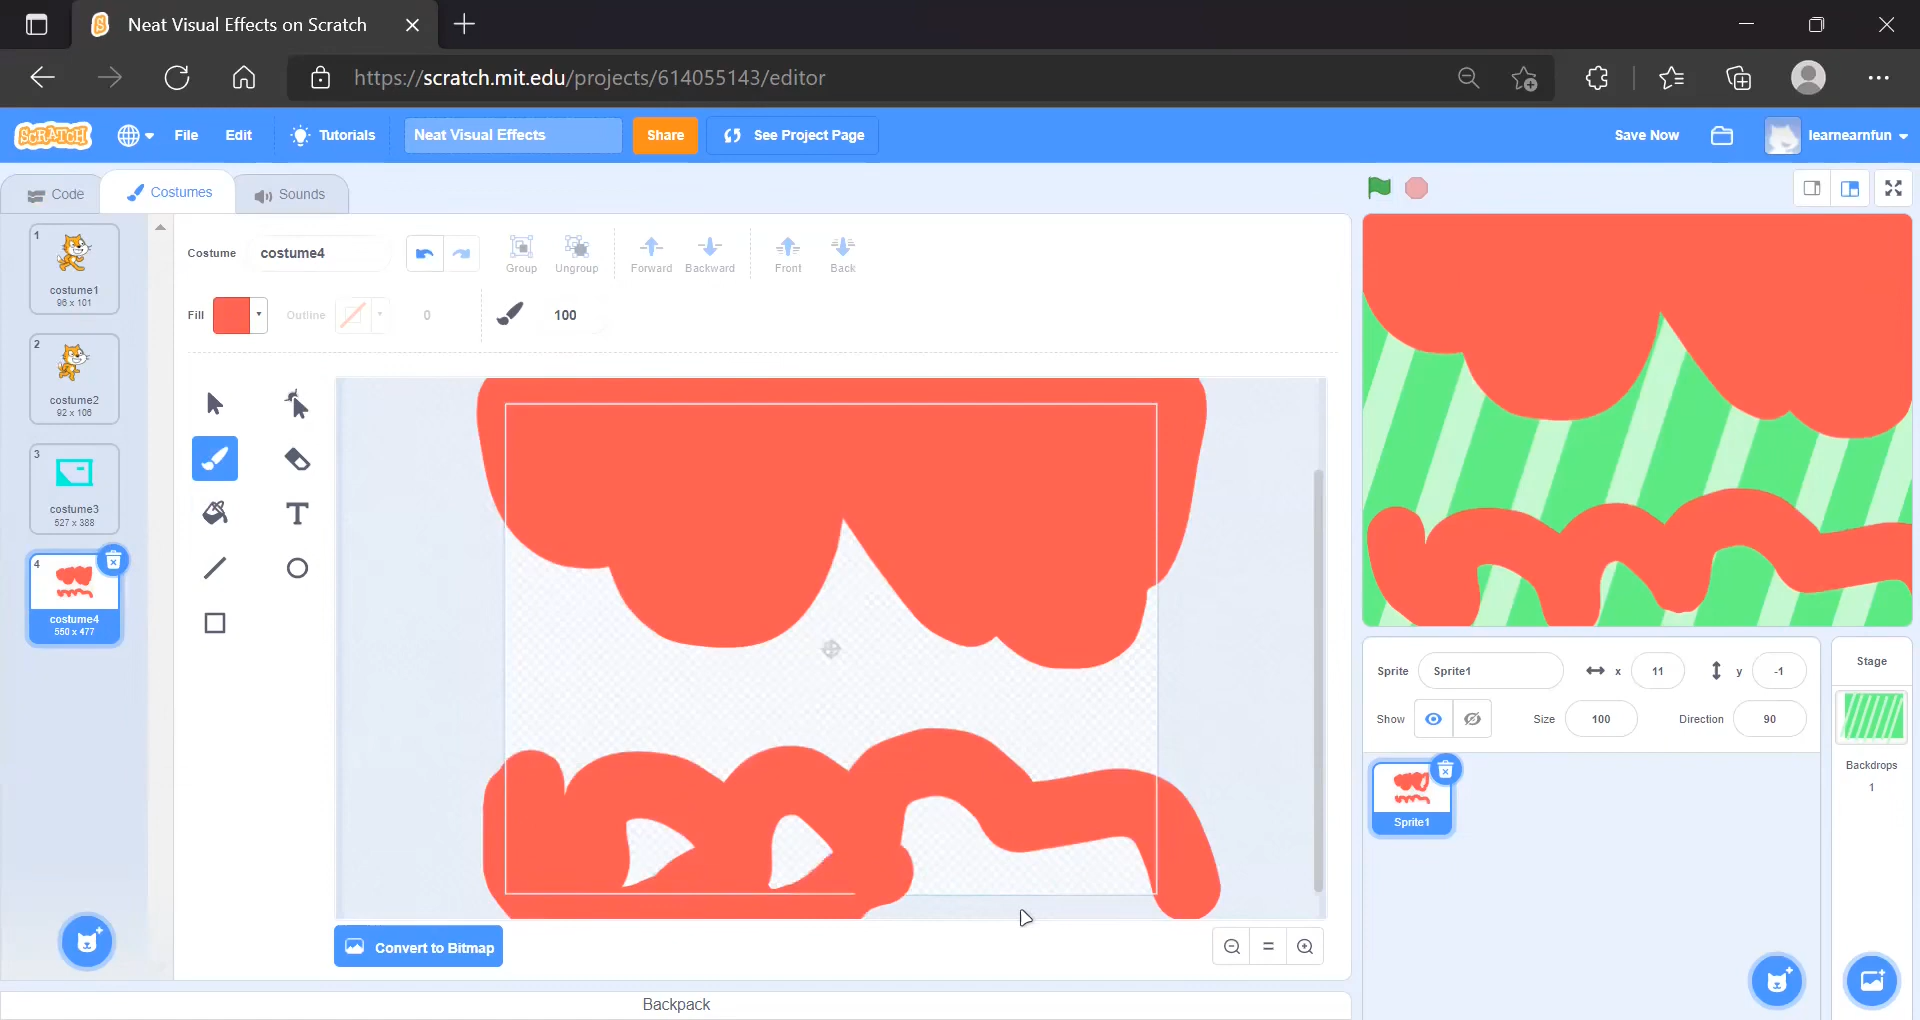 Neat Visual Effects on Scratch
https://scratch.mit.edu/projects/614055143/editor
SCRATCH
File
Edit
Tutorials
Neat Visual Effects
Share
See Project Page
Save Now
learnearnfun
Code
Costumes
Sounds
1
costume1
96 x 101
2
costume2
92 x 106
3
costume3
527 x 388
4
costume4
550 x 477
Costume
costume4
Group
Ungroup
Forward
Backward
Front
Back
Fill
Outline
0
100
T
Convert to Bitmap
Backpack
Sprite
Sprite1
x
11
y
-1
Show
Size
100
Direction
90
Sprite1
Stage
Backdrops
1